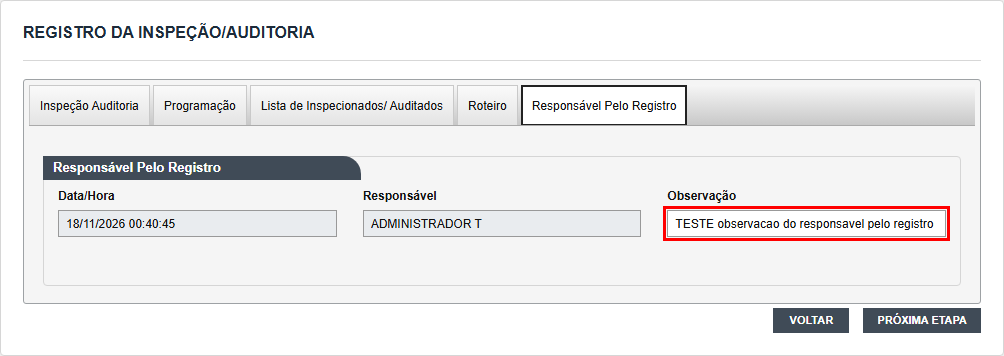 REGISTRO DA INSPEÇÃO/AUDITORIA
Inspeção Auditoria
Programação
Lista de Inspecionados/ Auditados
Roteiro
Responsável Pelo Registro
Responsável Pelo Registro
Data/Hora
Responsável
Observação
18/11/2026 00:40:45
ADMINISTRADOR T
TESTE observacao do responsavel pelo registro
VOLTAR
PRÓXIMA ETAPA